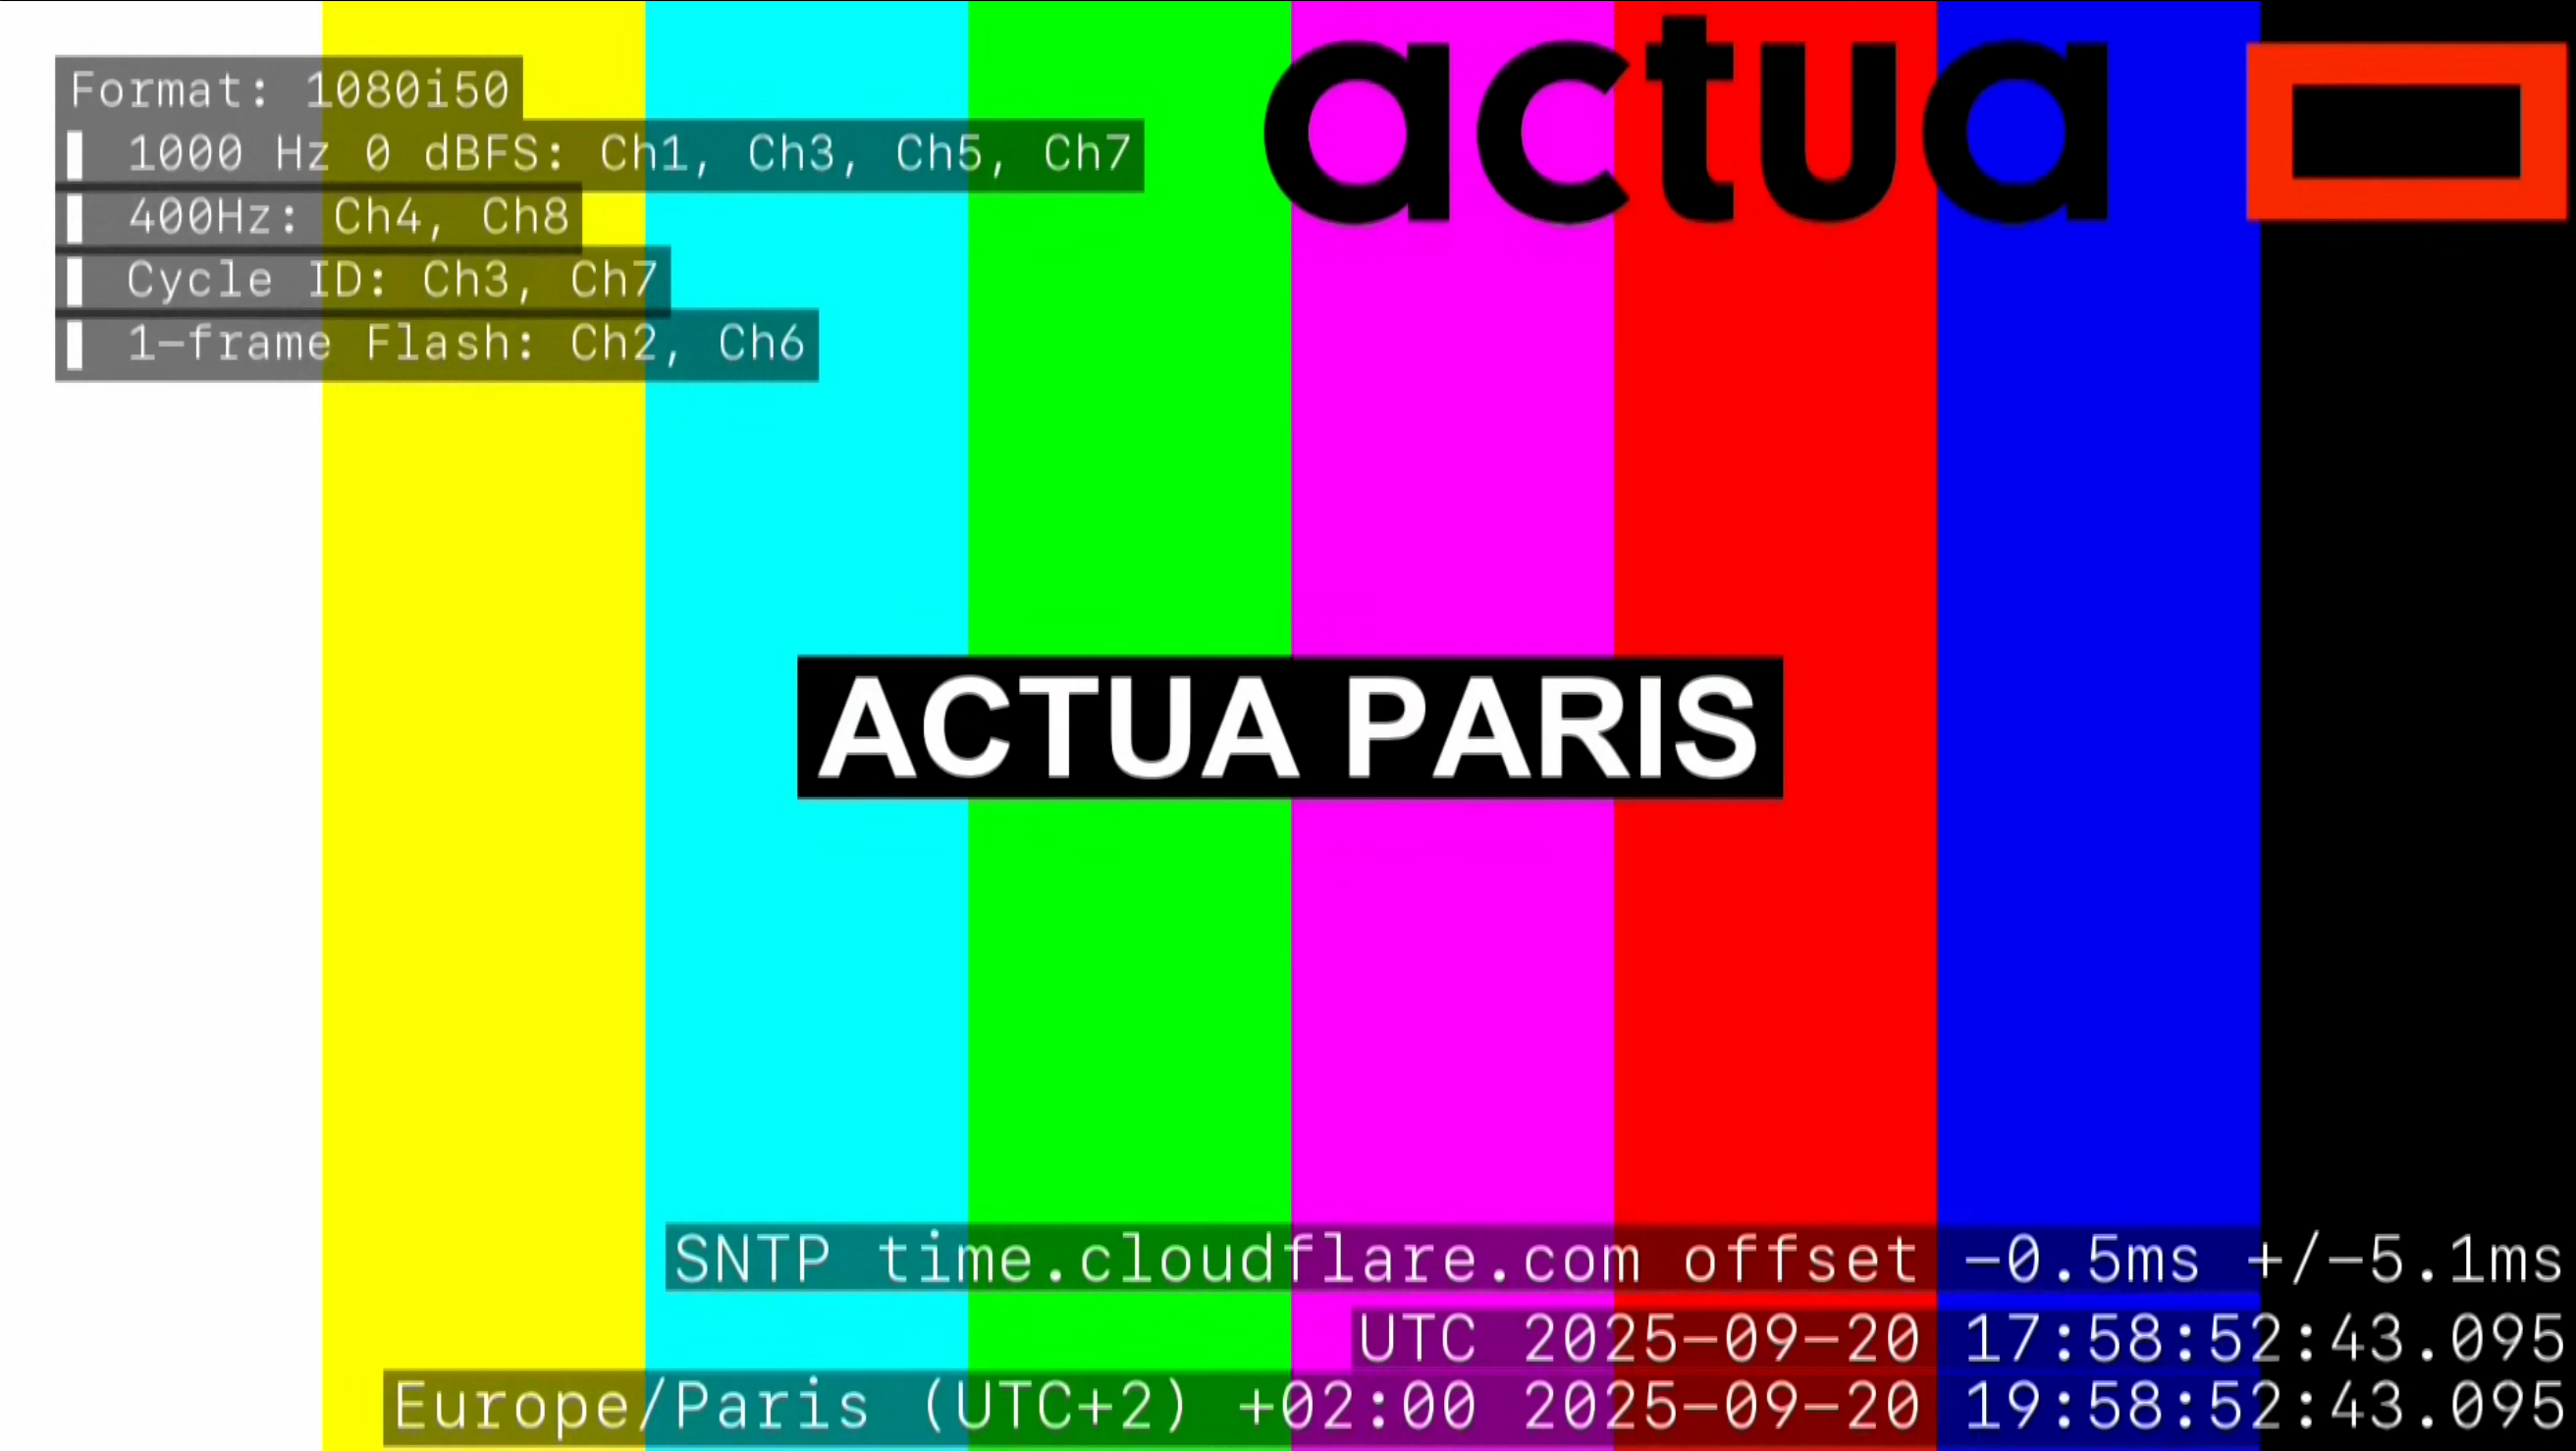 actua
Format: 1080i50
1000 Hz 0 dBFS: Ch1, Ch3, Ch5, Ch7
400Hz: Ch4, Ch8
Cycle ID: Ch3, Ch7
1-frame Flash: Ch2, Ch6
ACTUA PARIS
SNTP time.cloudflare.com offset -0.5ms +/-5.1ms
UTC 2025-09-20 17:58:52:43.095
Europe/Paris (UTC+2) +02:00 2025-09-20 19:58:52:43.095